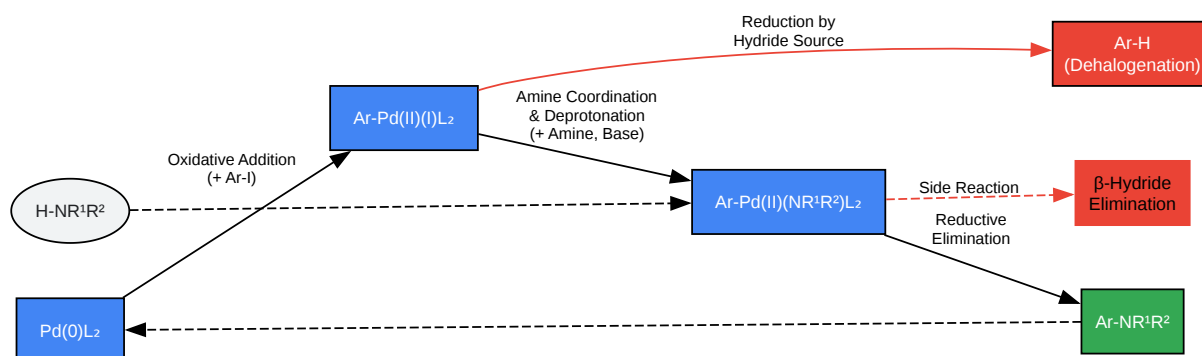 Reduction by
Hydride Source
Ar-H
(Dehalogenation)
Ar-Pd(II)(I)L₂
Amine Coordination
& Deprotonation
(+ Amine, Base)
Oxidative Addition
(+ Ar-I)
H-NR¹R²
Ar-Pd(II)(NR¹R²)L₂
Side Reaction
β-Hydride
Elimination
Reductive
Elimination
Pd(0)L₂
Ar-NR¹R²